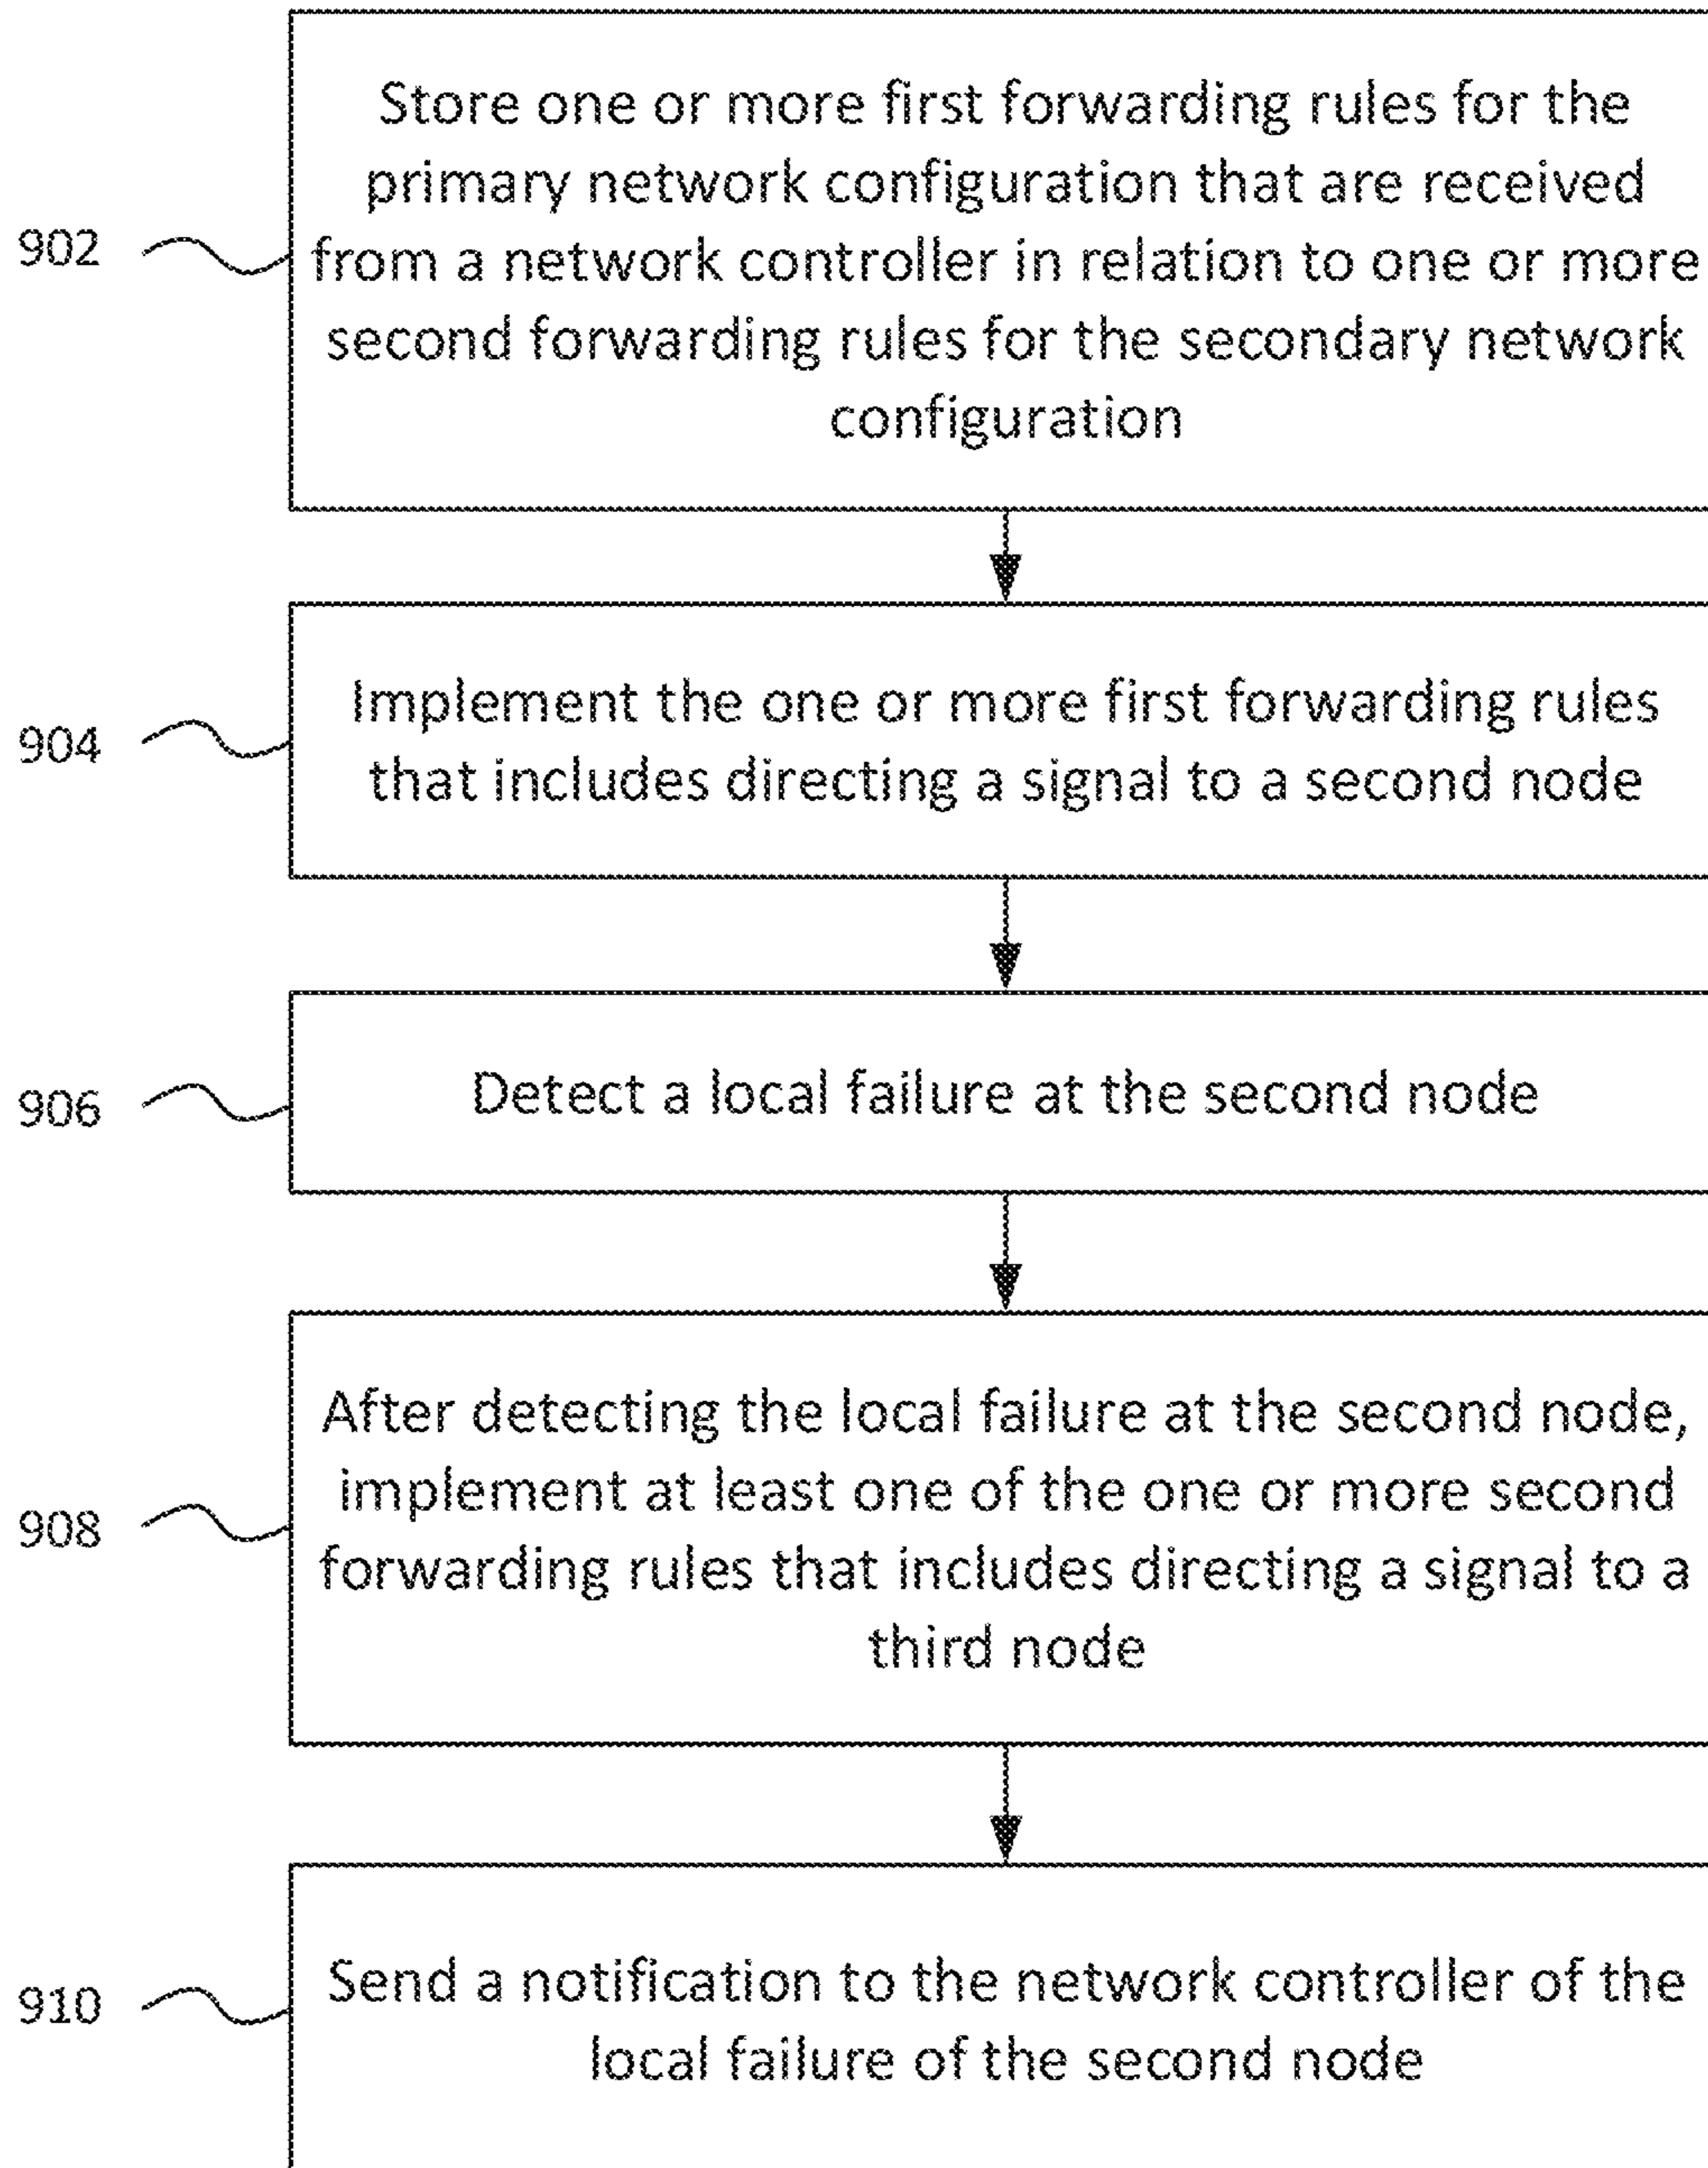 Store one or more first forwarding rules for the
primary network configuration that are received
902
from a network controller in relation to one or more
second forwarding rules for the secondary network
configuration
Implement the one or more first forwarding rules
904
that includes directing a signal to a second node
906
Detect a local failure at the second node
After detecting the local failure at the second node,
implement at least one of the one or more second
908
forwarding rules that includes directing a signal to a
third node
Send a notification to the network controller of the
910
local failure of the second node